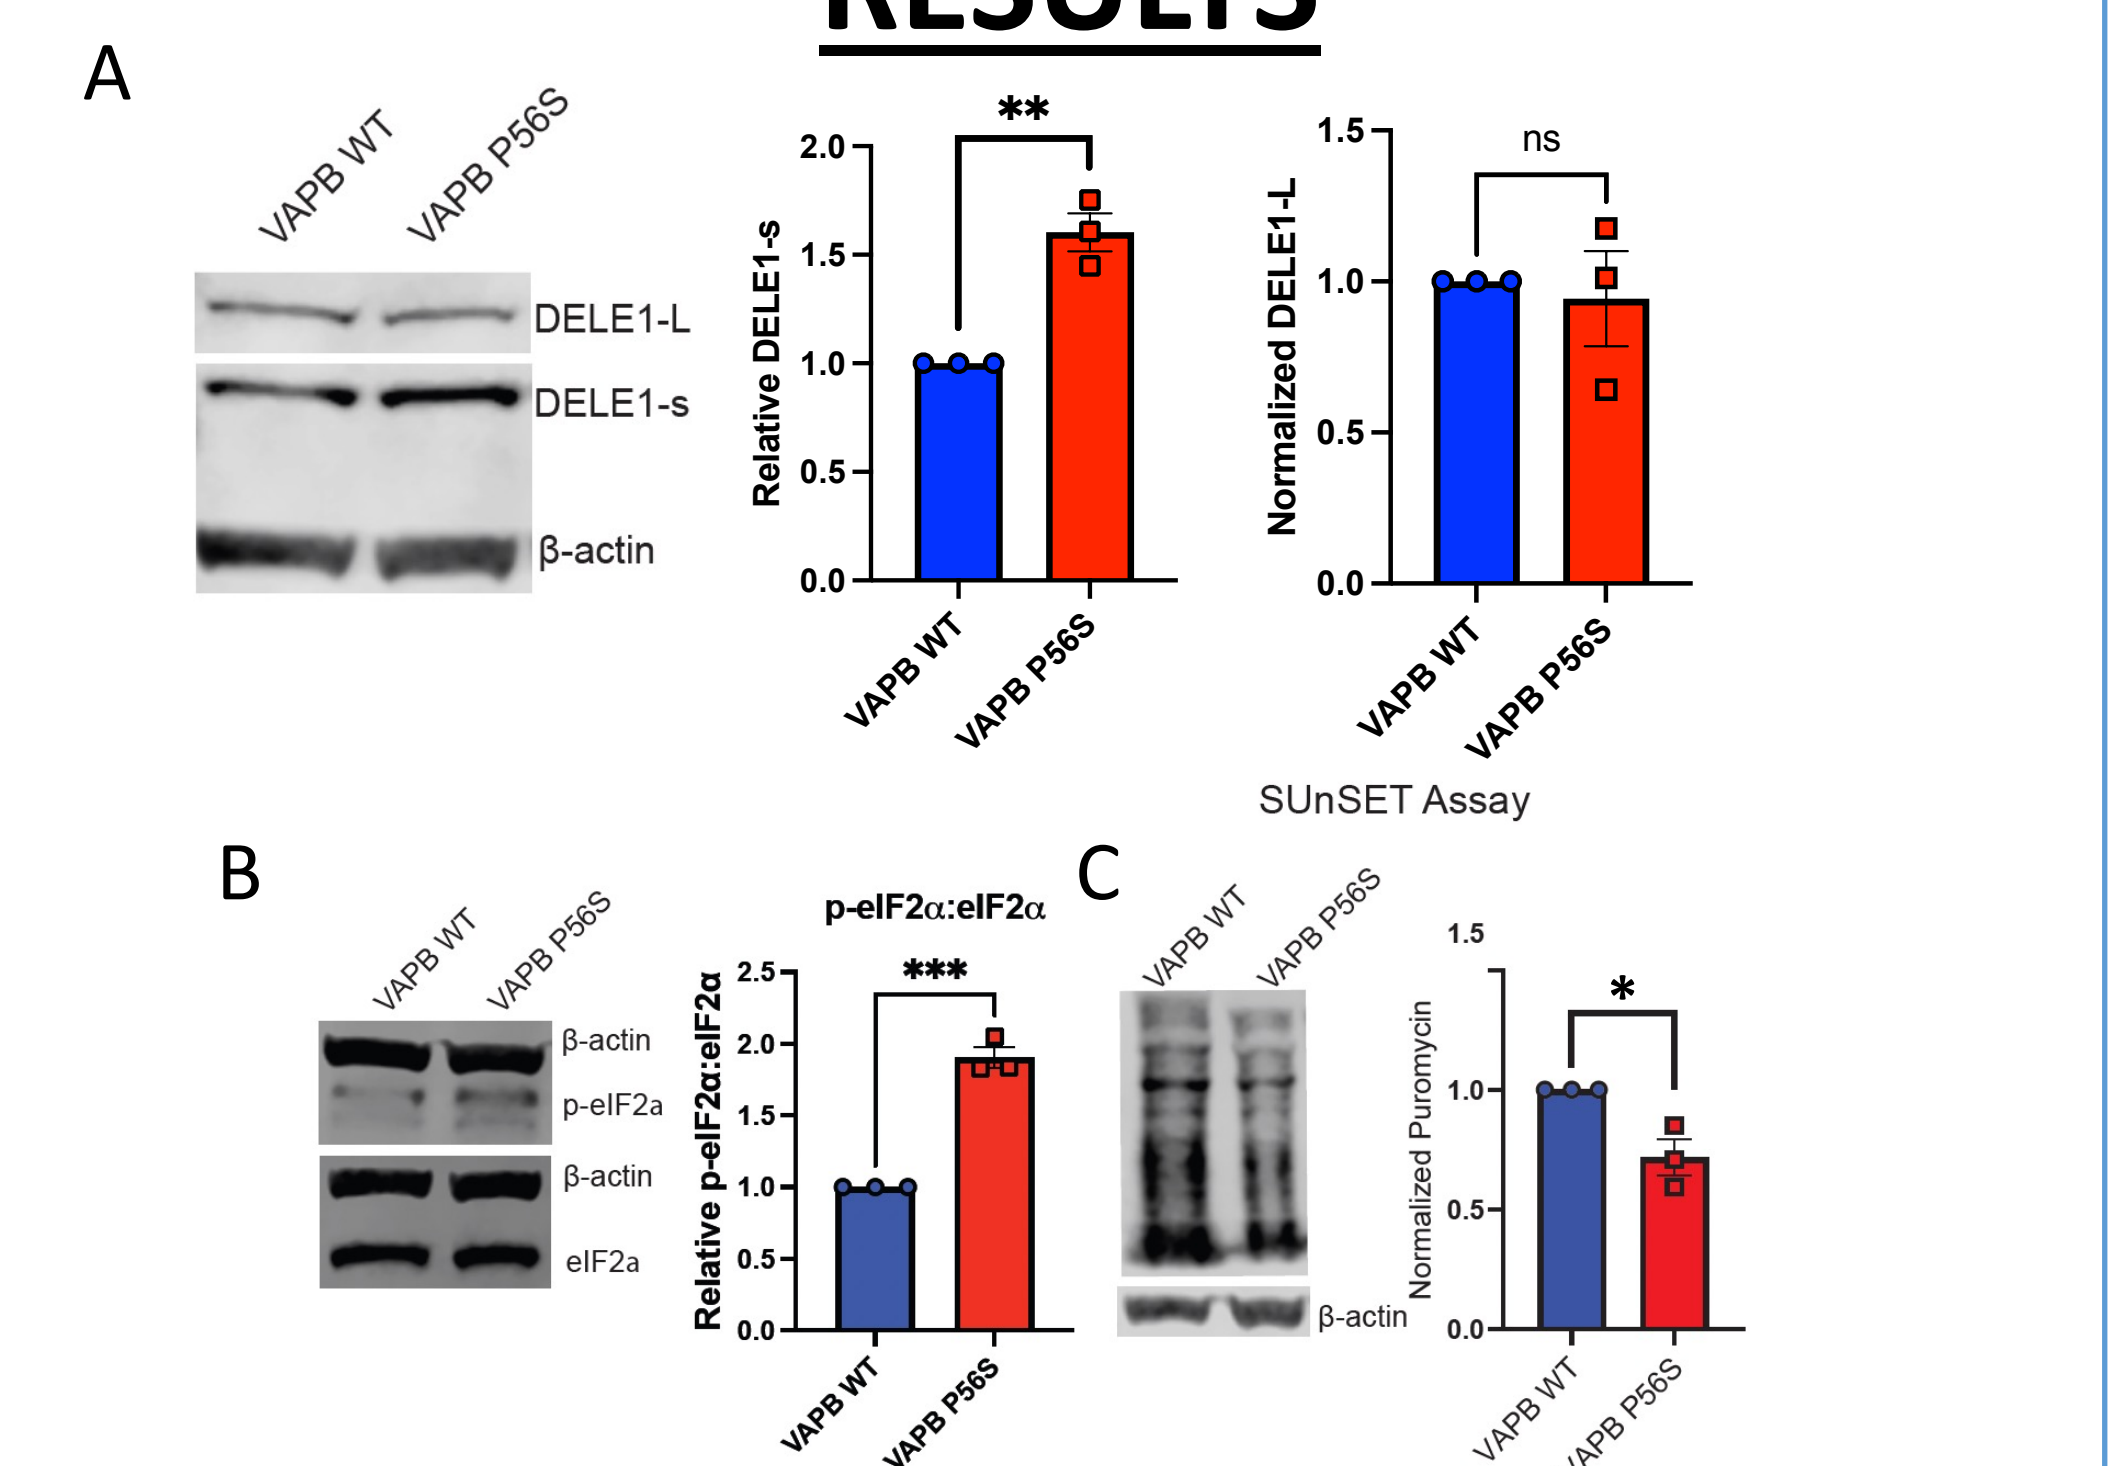 RESULTS
A
VAPB WT
VAPB P56S
DELE1-L
DELE1-s
β-actin
**
2.0
1.5
1.0
0.5
0.0
Relative DELE1-s
VAPB WT
VAPB P56S
ns
1.5
1.0
0.5
0.0
Normalized DELE1-L
VAPB WT
VAPB P56S
SUnSET Assay
B
VAPB WT
VAPB P56S
β-actin
p-eIF2a
β-actin
eIF2a
p-eIF2α:eIF2α
***
2.5
2.0
1.5
1.0
0.5
0.0
Relative p-eIF2α:eIF2α
VAPB WT
VAPB P56S
C
VAPB WT
VAPB P56S
β-actin
1.5
*
1.0
0.5
0.0
Normalized Puromycin
VAPB WT
VAPB P56S